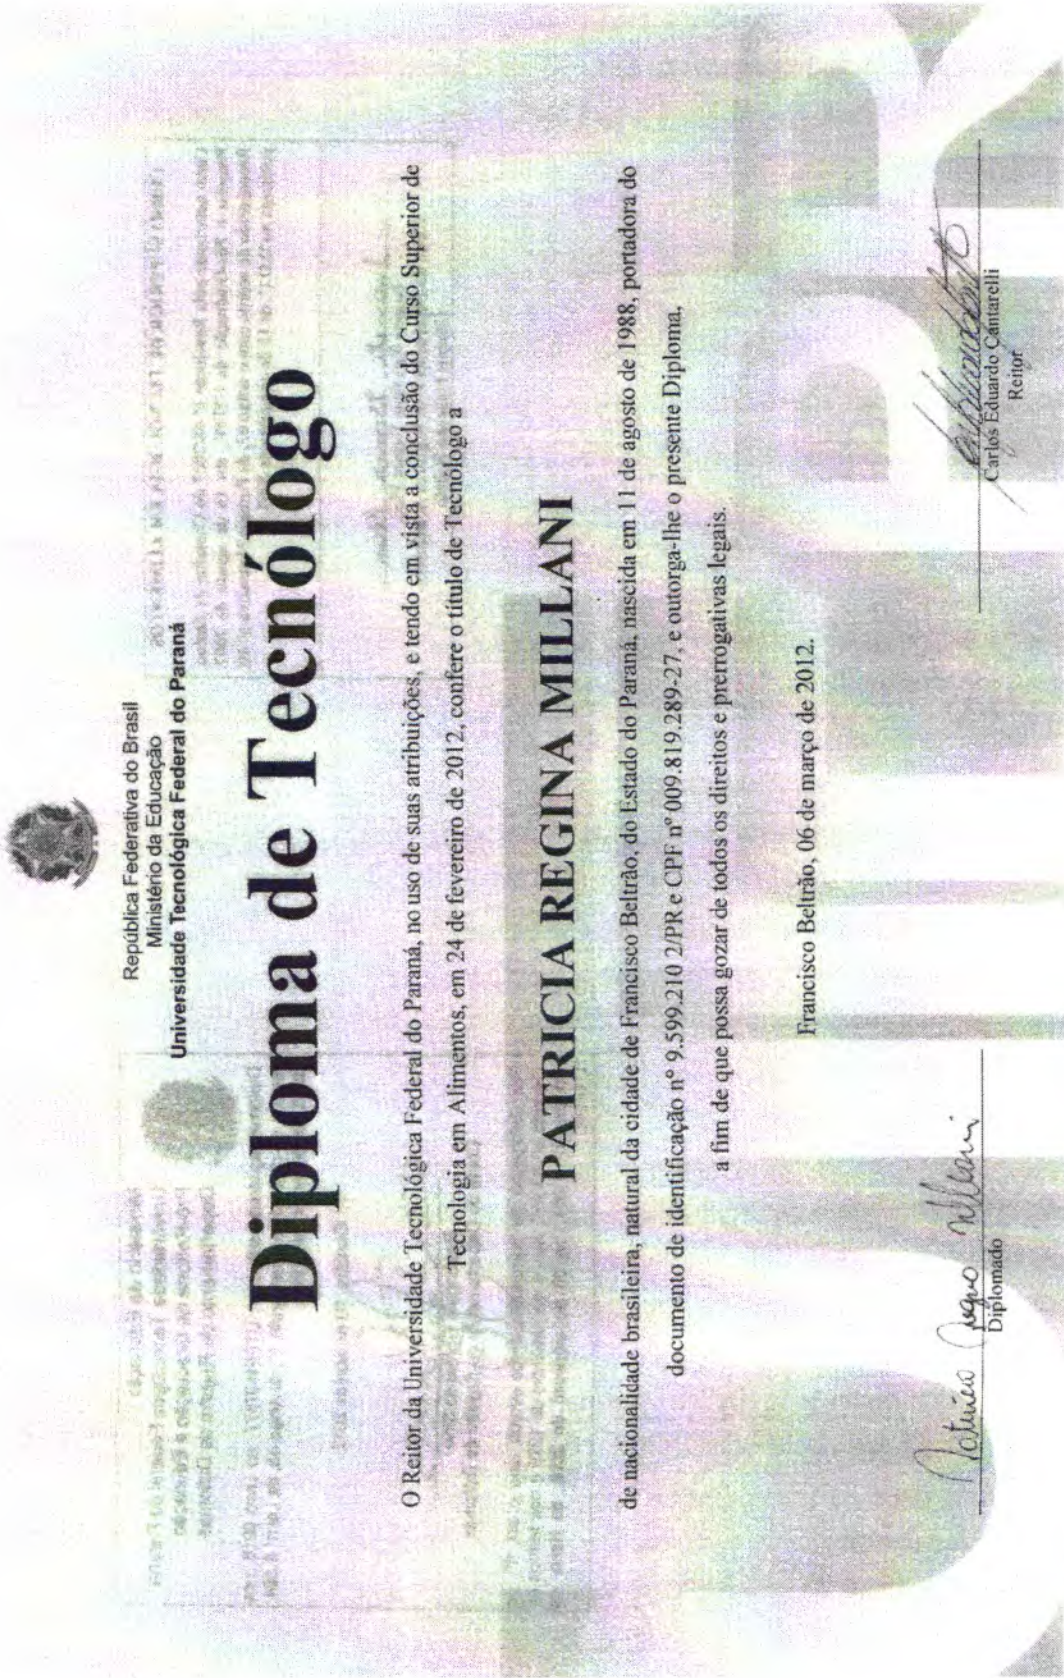 República Federativa do Brasil
Ministério da Educação
Universidade Tecnológica Federal do Paraná
Diploma de Tecnólogo
O Reitor da Universidade Tecnológica Federal do Paraná, no uso de suas atribuições, e tendo em vista a conclusão do Curso Superior de
Tecnologia em Alimentos, em 24 de fevereiro de 2012, confere o título de Tecnólogo a
PATRICIA REGINA MILLANI
de nacionalidade brasileira, natural da cidade de Francisco Beltrão, do Estado do Paraná, nascida em 11 de agosto de 1988, portadora do
documento de identificação nº 9.599.210 2/PR e CPF nº 009.819.289-27, e outorga-lhe o presente Diploma,
a fim de que possa gozar de todos os direitos e prerrogativas legais.
Francisco Beltrão, 06 de março de 2012.
Diplomado
Carlos Eduardo Cantarelli
Reitor